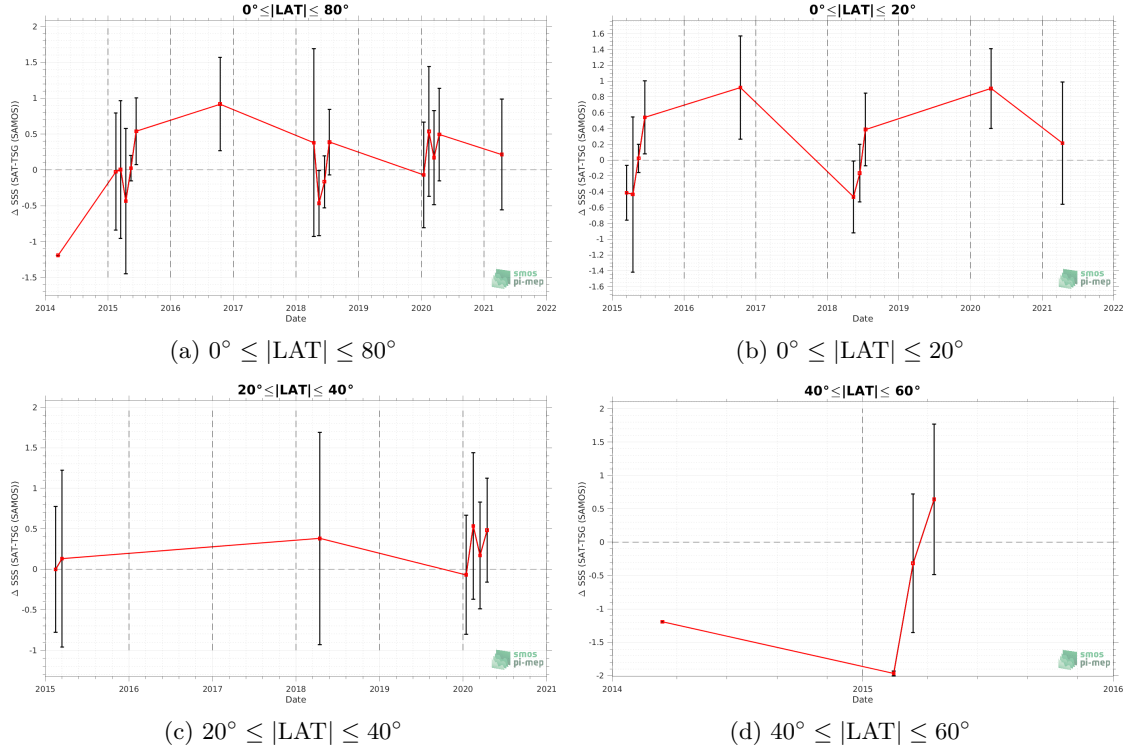 0°≤|LAT|≤ 80°
Δ SSS (SAT-TSG (SAMOS))
2
1.5
1
0.5
0
-0.5
-1
-1.5
2014 2015 2016 2017 2018 2019 2020 2021 2022
Date
smos
pi-mep
(a) 0° ≤ |LAT| ≤ 80°
0°≤|LAT|≤ 20°
Δ SSS (SAT-TSG (SAMOS))
1.6
1.4
1.2
1
0.8
0.6
0.4
0.2
0
-0.2
-0.4
-0.6
-0.8
-1
-1.2
-1.4
-1.6
2015 2016 2017 2018 2019 2020 2021 2022
Date
smos
pi-mep
(b) 0° ≤ |LAT| ≤ 20°
20°≤|LAT|≤ 40°
Δ SSS (SAT-TSG (SAMOS))
2
1.5
1
0.5
0
-0.5
-1
2015 2016 2017 2018 2019 2020 2021
Date
smos
pi-mep
(c) 20° ≤ |LAT| ≤ 40°
40°≤|LAT|≤ 60°
Δ SSS (SAT-TSG (SAMOS))
2
1.5
1
0.5
0
-0.5
-1
-1.5
-2
2014 2015 2016
Date
smos
pi-mep
(d) 40° ≤ |LAT| ≤ 60°